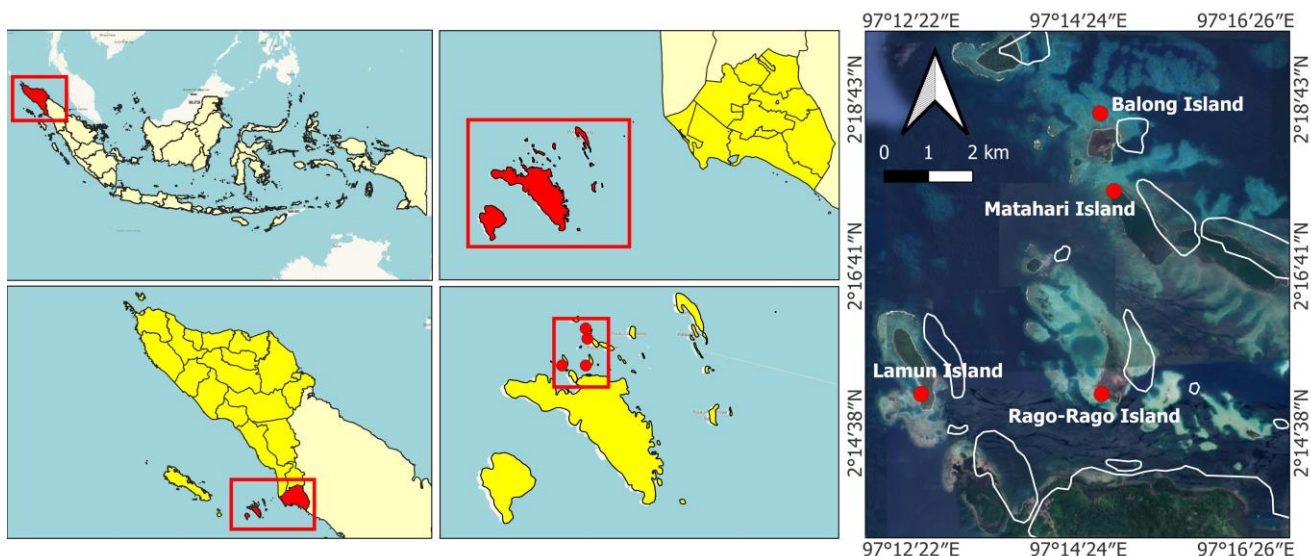 97°12’22”E 97°14’24”E 97°16’26”E
2°18’43”N
2°16’41”N
2°14’38”N
0 1 2 km
Balong Island
Matahari Island
Lamun Island
Rago-Rago Island
2°18’43”N
2°16’41”N
2°14’38”N
97°12’22”E 97°14’24”E 97°16’26”E